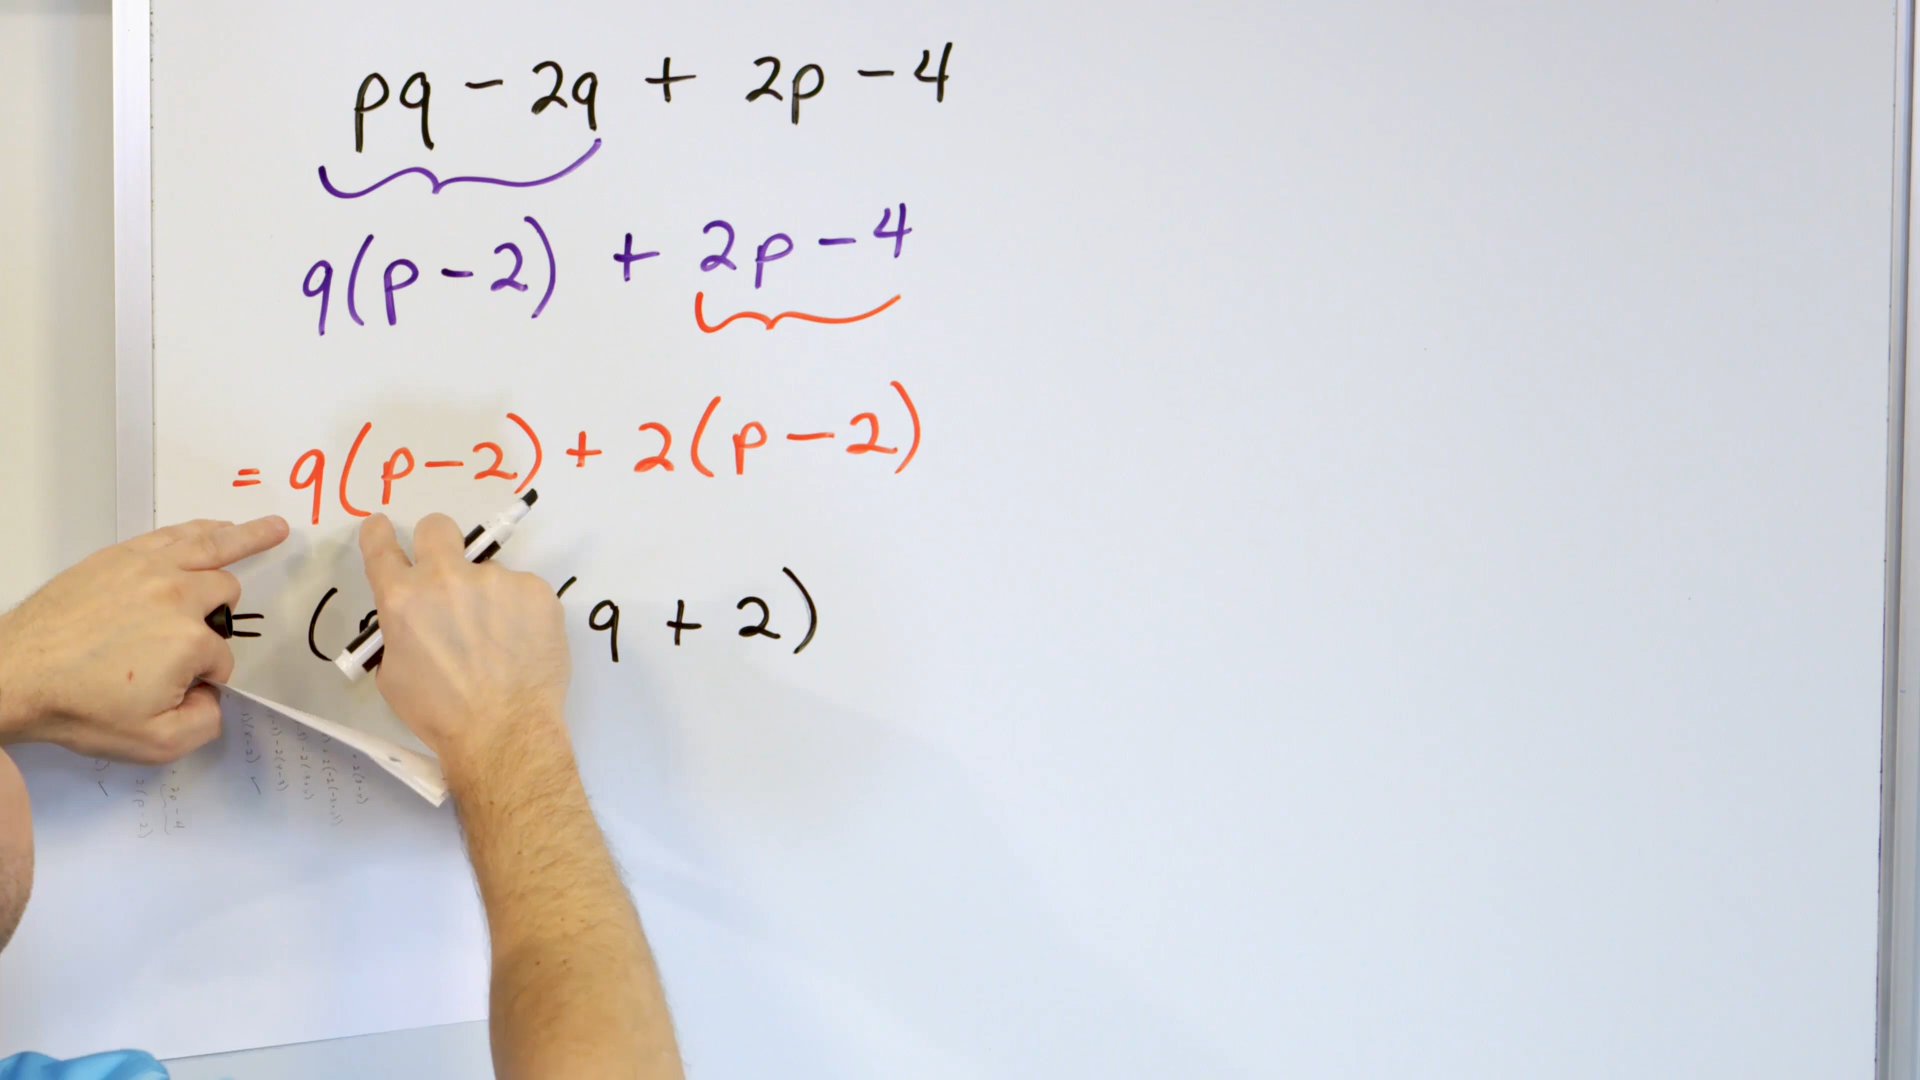 pq - 2q + 2p - 4
q(p - 2) + 2p - 4
= q(p - 2) + 2(p - 2)
= ( (q + 2)